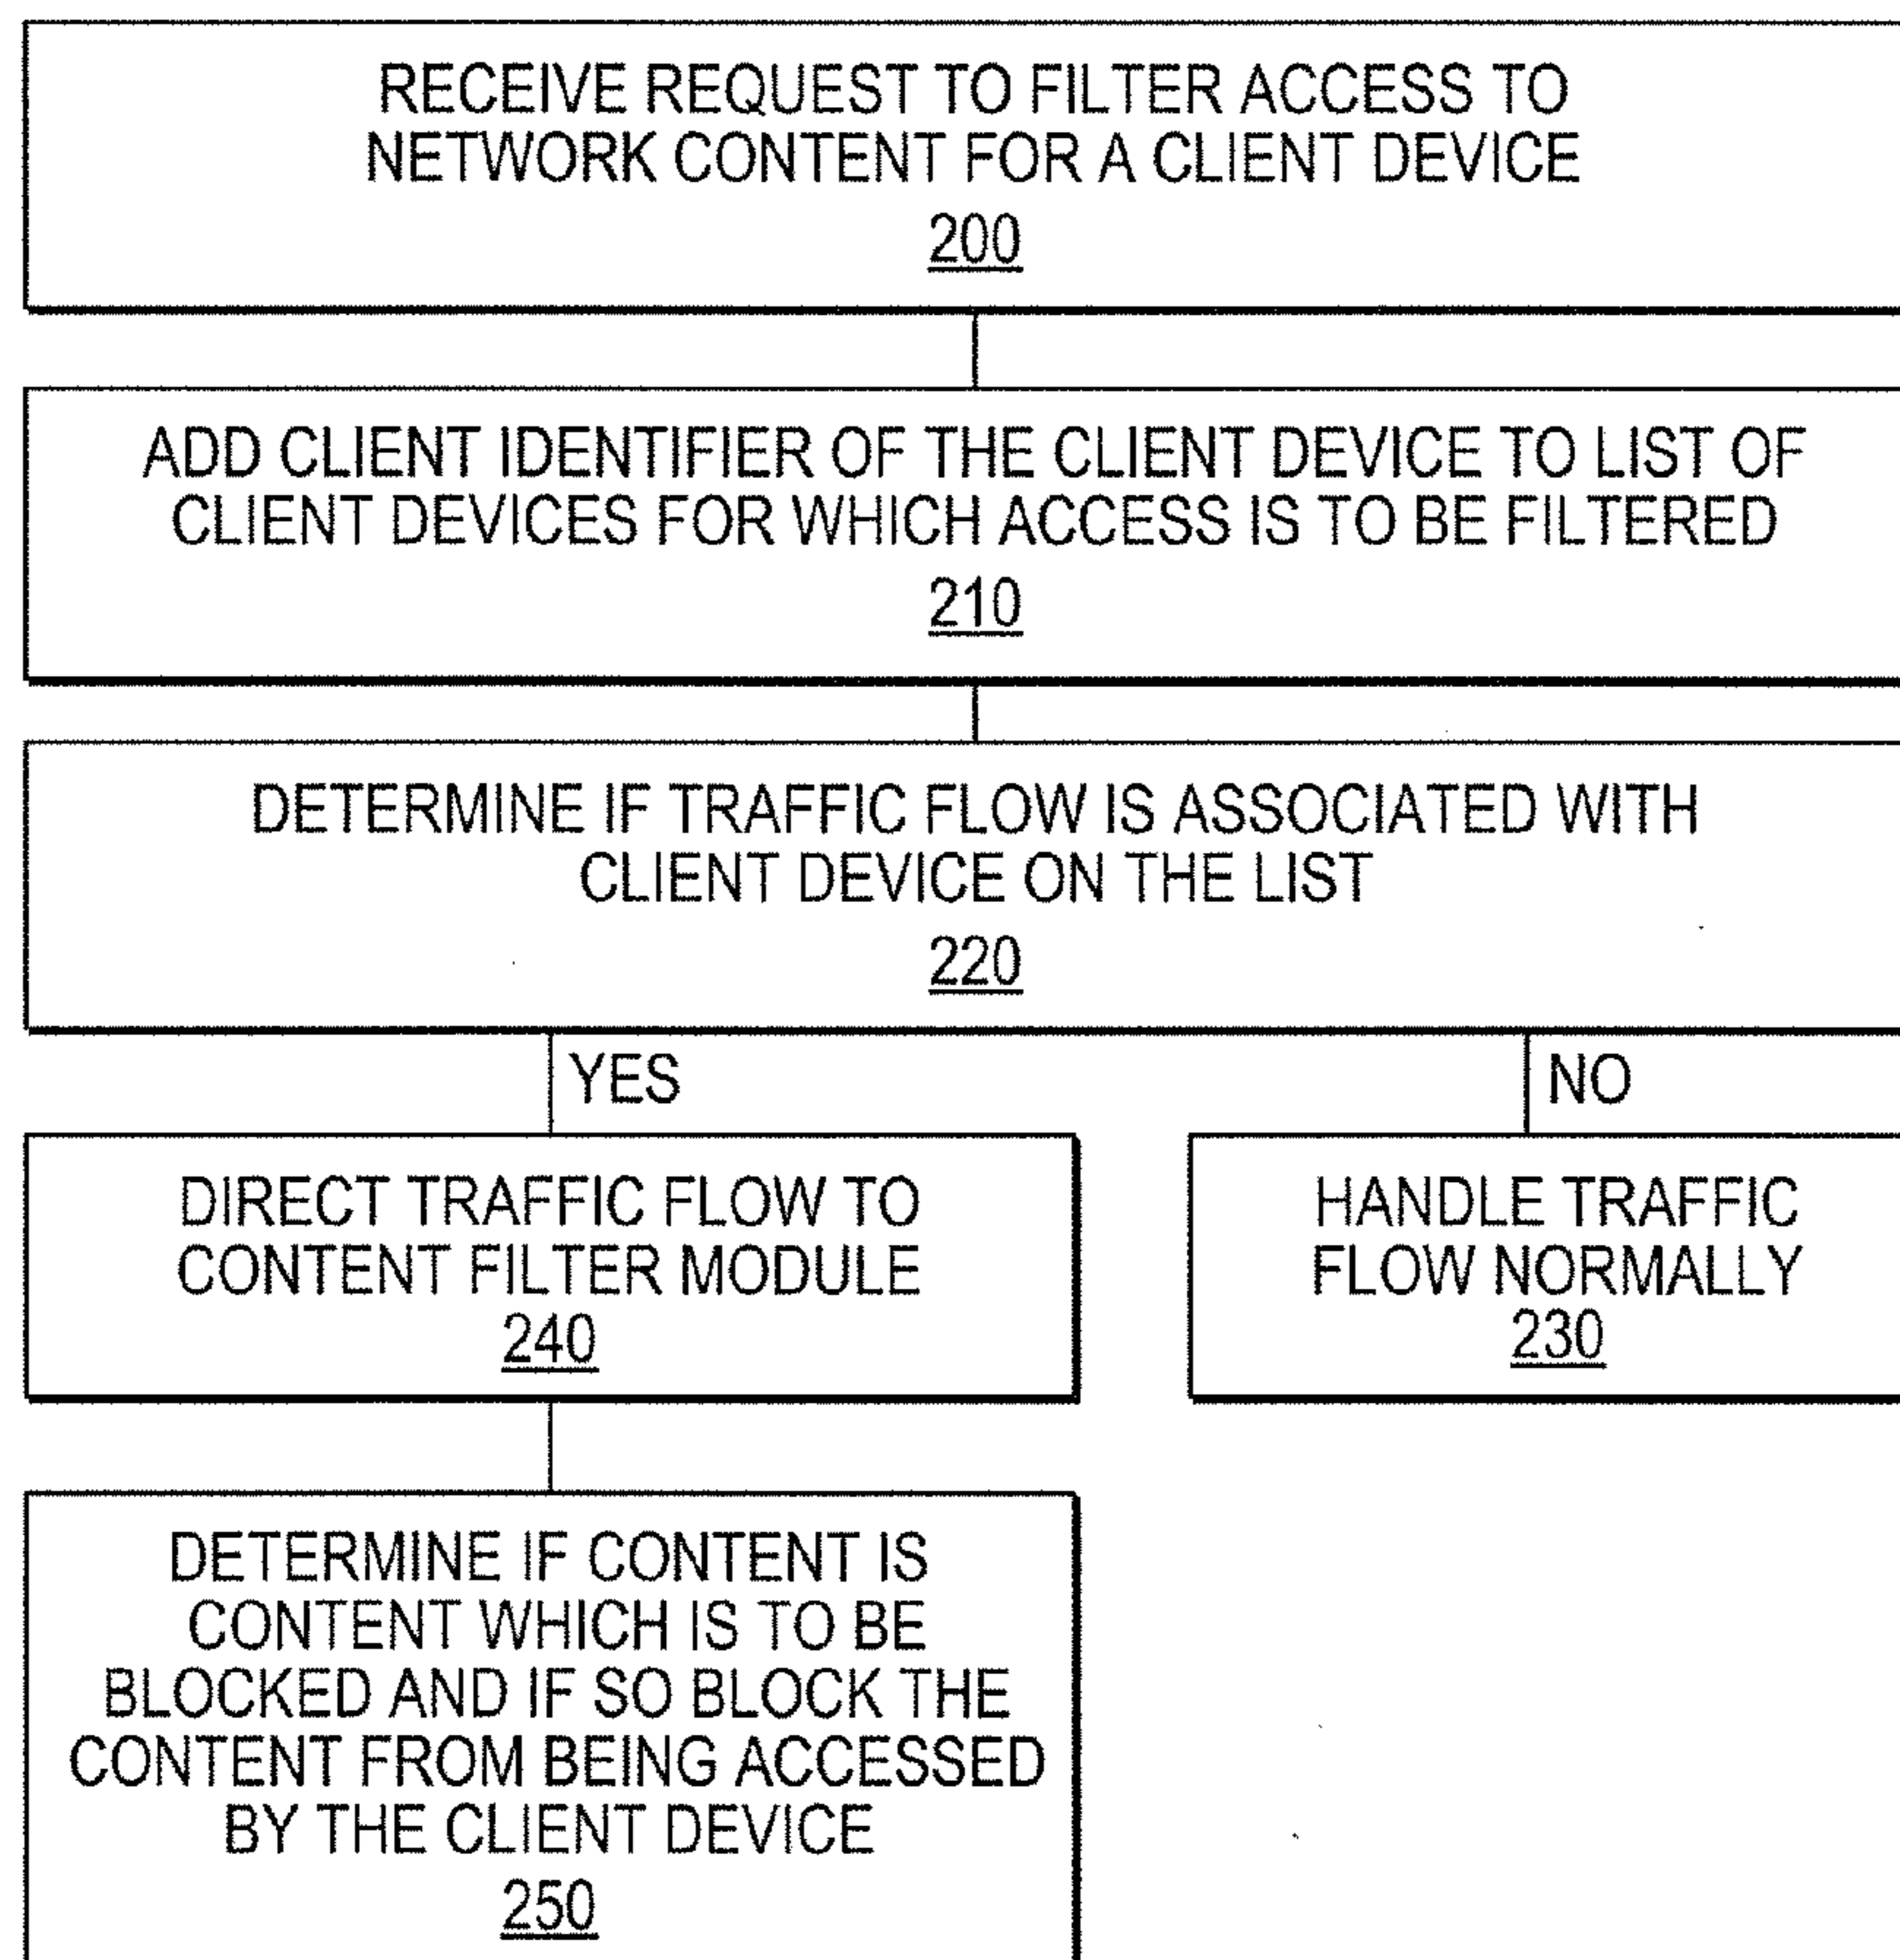 RECEIVE REQUEST TO FILTER ACCESS TO
NETWORK CONTENT FOR A CLIENT DEVICE
200
ADD CLIENT IDENTIFIER OF THE CLIENT DEVICE TO LIST OF
CLIENT DEVICES FOR WHICH ACCESS IS TO BE FILTERED
210
DETERMINE IF TRAFFIC FLOW IS ASSOCIATED WITH
CLIENT DEVICE ON THE LIST
220
YES
NO
DIRECT TRAFFIC FLOW TO
CONTENT FILTER MODULE
240
HANDLE TRAFFIC
FLOW NORMALLY
230
DETERMINE IF CONTENT IS
CONTENT WHICH IS TO BE
BLOCKED AND IF SO BLOCK THE
CONTENT FROM BEING ACCESSED
BY THE CLIENT DEVICE
250